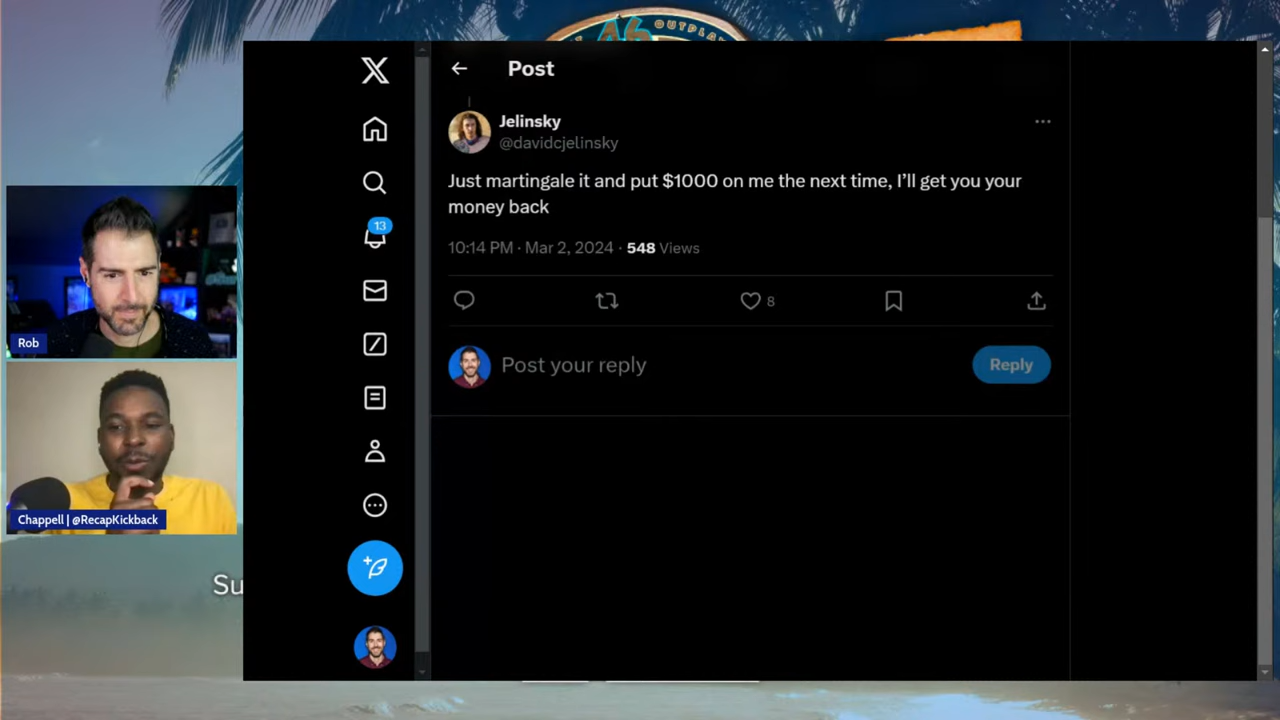 OUTPLA
Post
Jelinsky
@davidcjelinsky
Just martingale it and put $1000 on me the next time, I’ll get you your
money back
10:14 PM · Mar 2, 2024 · 548 Views
8
Post your reply
Reply
13
Rob
Chappell | @RecapKickback
Su